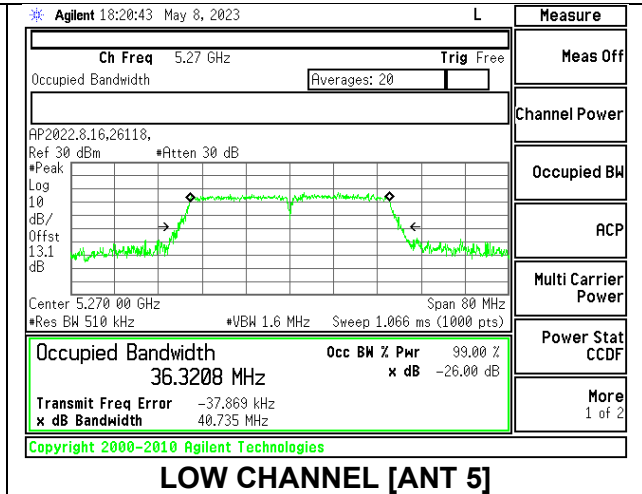 Agilent 18:20:43 May 8, 2023 L Measure
Ch Freq 5.27 GHz Trig Free
Meas Off
Occupied Bandwidth Averages: 20
Channel Power
AP2022.8.16,26118,
Ref 30 dBm #Atten 30 dB
#Peak
Log
10
dB/
Offst
13.1
dB
Occupied BW
ACP
Multi Carrier
Power
Center 5.270 00 GHz Span 80 MHz
#Res BW 510 kHz #VBW 1.6 MHz Sweep 1.066 ms (1000 pts)
Power Stat
CCDF
Occupied Bandwidth Occ BW % Pwr 99.00 %
36.3208 MHz x dB -26.00 dB
Transmit Freq Error -37.869 kHz
x dB Bandwidth 40.735 MHz
More
1 of 2
Copyright 2000-2010 Agilent Technologies
LOW CHANNEL [ANT 5]